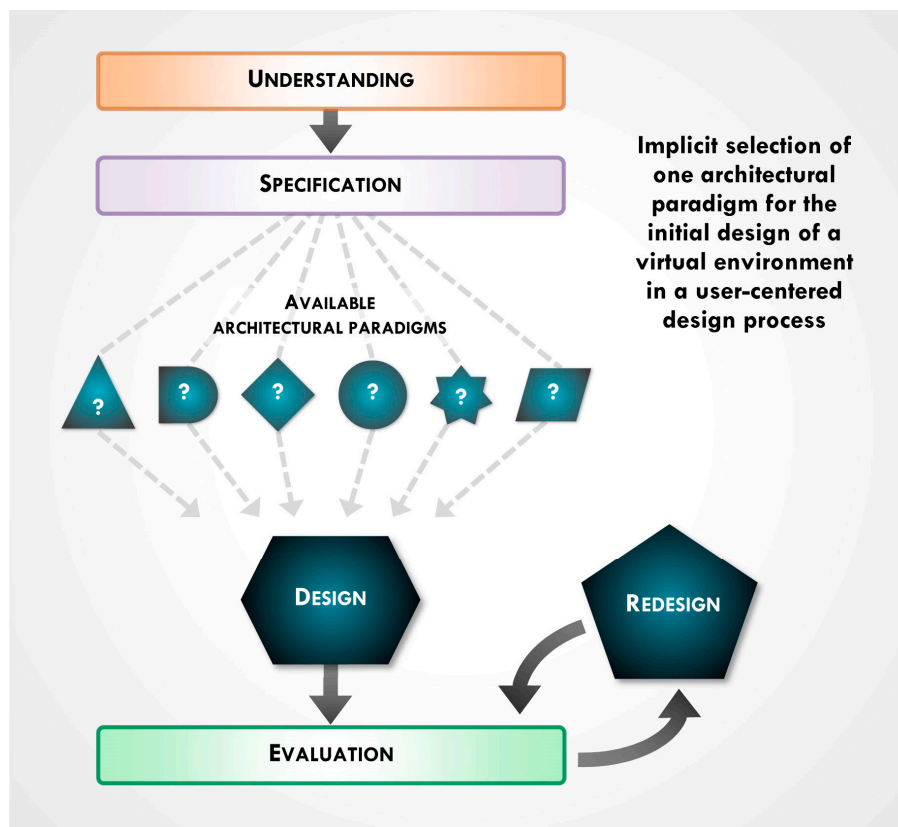 UNDERSTANDING
SPECIFICATION
Implicit selection of
one architectural
paradigm for the
initial design of a
virtual environment
in a user-centered
design process
AVAILABLE
ARCHITECTURAL PARADIGMS
? ? ? ? ? ?
DESIGN
REDESIGN
EVALUATION